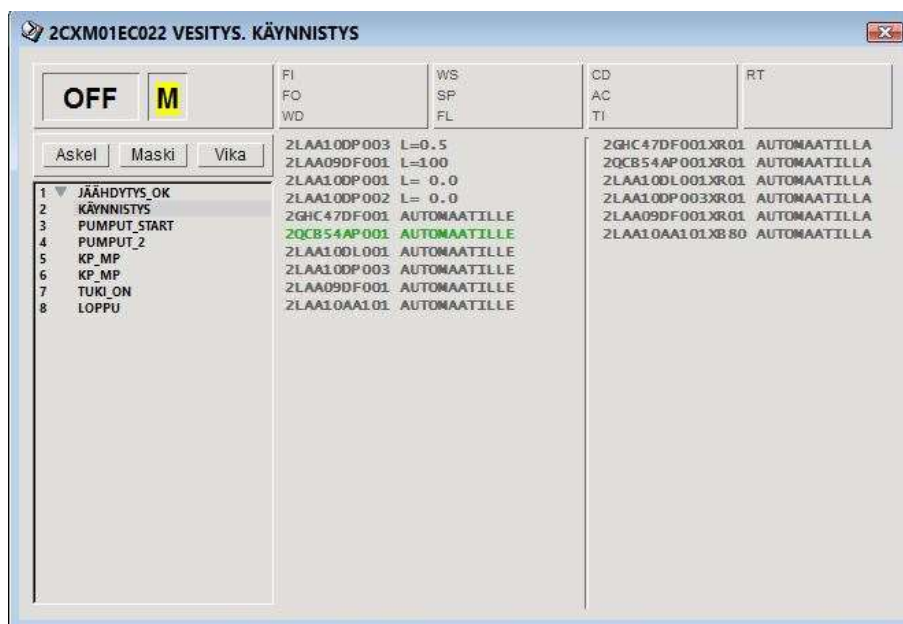 2CXM01EC022 VESITYS. KÄYNNISTYS
OFF M
FI WS CD RT
FO SP AC
WD FL TI
Askel Maski Vika
1 JÄÄHDYTYS_OK
2 KÄYNNISTYS
3 PUMPUT_START
4 PUMPUT_2
5 KP_MP
6 KP_MP
7 TUKI_ON
8 LOPPU
2LAA10DP003 L=0.5
2LAA09DF001 L=100
2LAA10DP001 L= 0.0
2LAA10DP002 L= 0.0
2GHC47DF001 AUTOMAATILLE
2QCB54AP001 AUTOMAATILLE
2LAA10DL001 AUTOMAATILLE
2LAA10DP003 AUTOMAATILLE
2LAA09DF001 AUTOMAATILLE
2LAA10AA101 AUTOMAATILLE
2GHC47DF001XR01 AUTOMAATILLA
2QCB54AP001XR01 AUTOMAATILLA
2LAA10DL001XR01 AUTOMAATILLA
2LAA10DP003XR01 AUTOMAATILLA
2LAA09DF001XR01 AUTOMAATILLA
2LAA10AA101XB80 AUTOMAATILLA